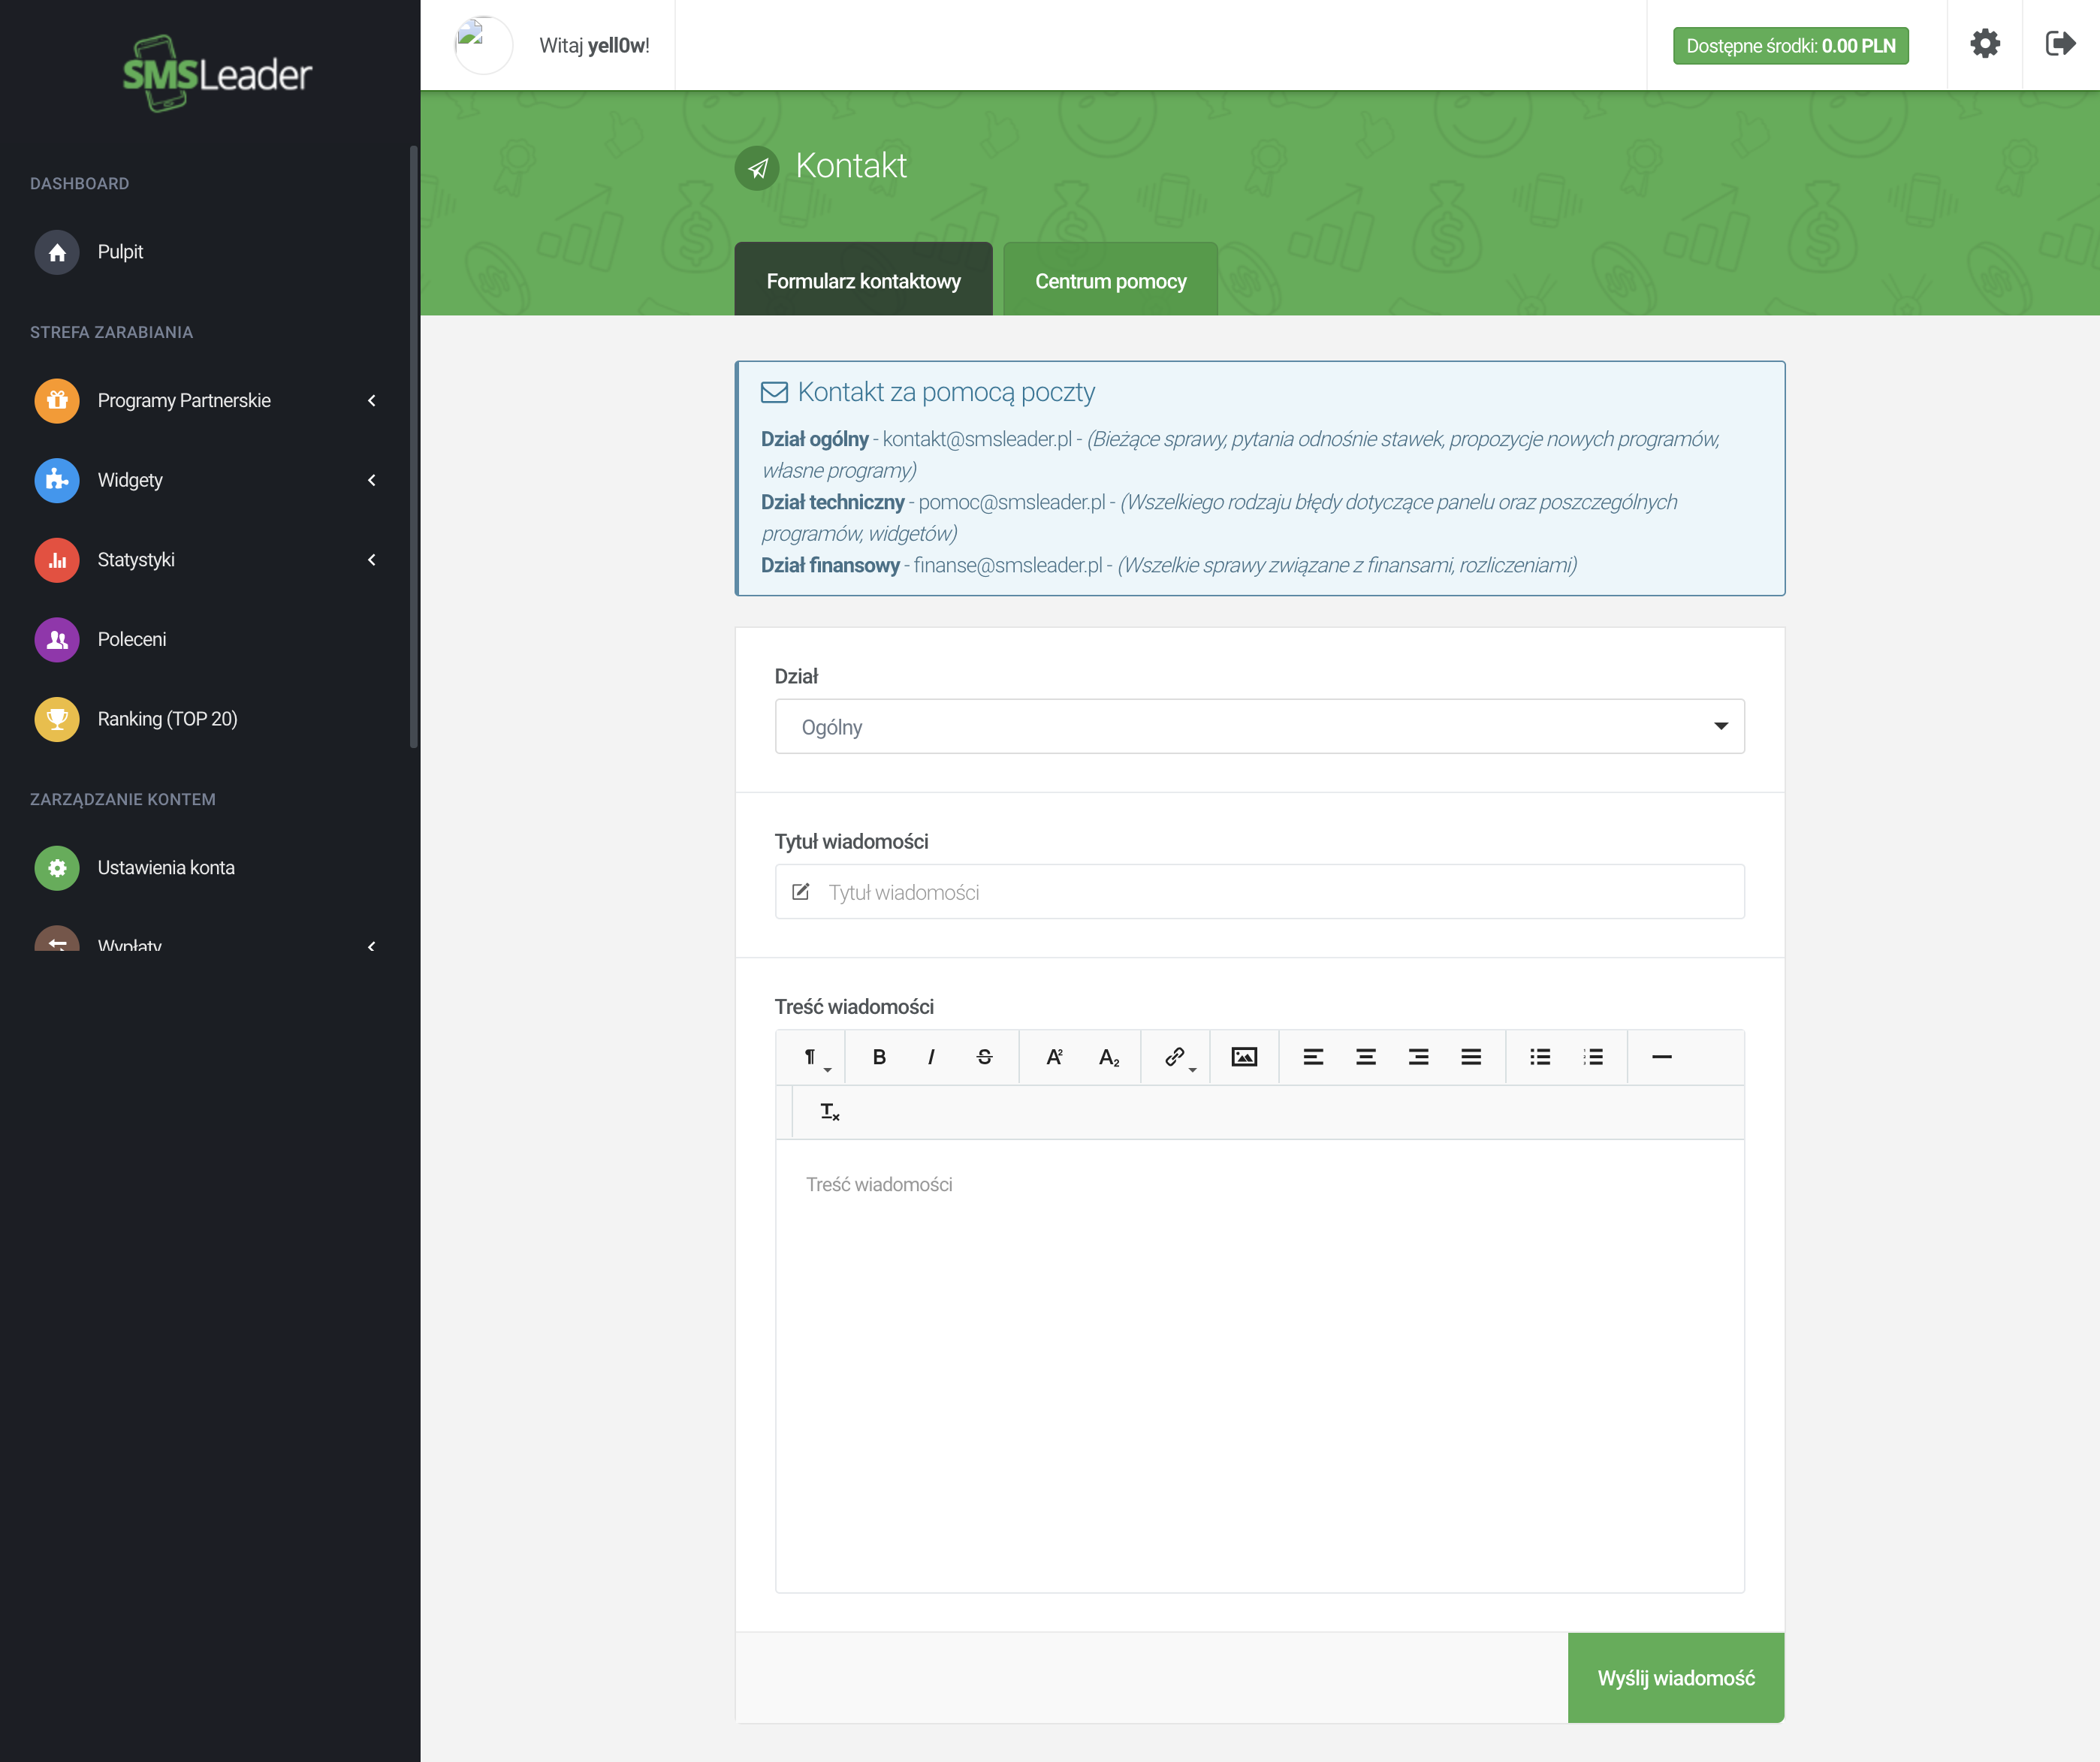 SMSLeader
Witaj yell0w!
Dostępne środki: 0.00 PLN
DASHBOARD
Pulpit
STREFA ZARABIANIA
Programy Partnerskie
Widgety
Statystyki
Poleceni
Ranking (TOP 20)
ZARZĄDZANIE KONTEM
Ustawienia konta
Wypłaty
Kontakt
Formularz kontaktowy
Centrum pomocy
Kontakt za pomocą poczty
Dział ogólny - kontakt@smsleader.pl - (Bieżące sprawy, pytania odnośnie stawek, propozycje nowych programów,
własne programy)
Dział techniczny - pomoc@smsleader.pl - (Wszelkiego rodzaju błędy dotyczące panelu oraz poszczególnych
programów, widgetów)
Dział finansowy - finanse@smsleader.pl - (Wszelkie sprawy związane z finansami, rozliczeniami)
Dział
Ogólny
Tytuł wiadomości
Tytuł wiadomości
Treść wiadomości
Treść wiadomości
Wyślij wiadomość